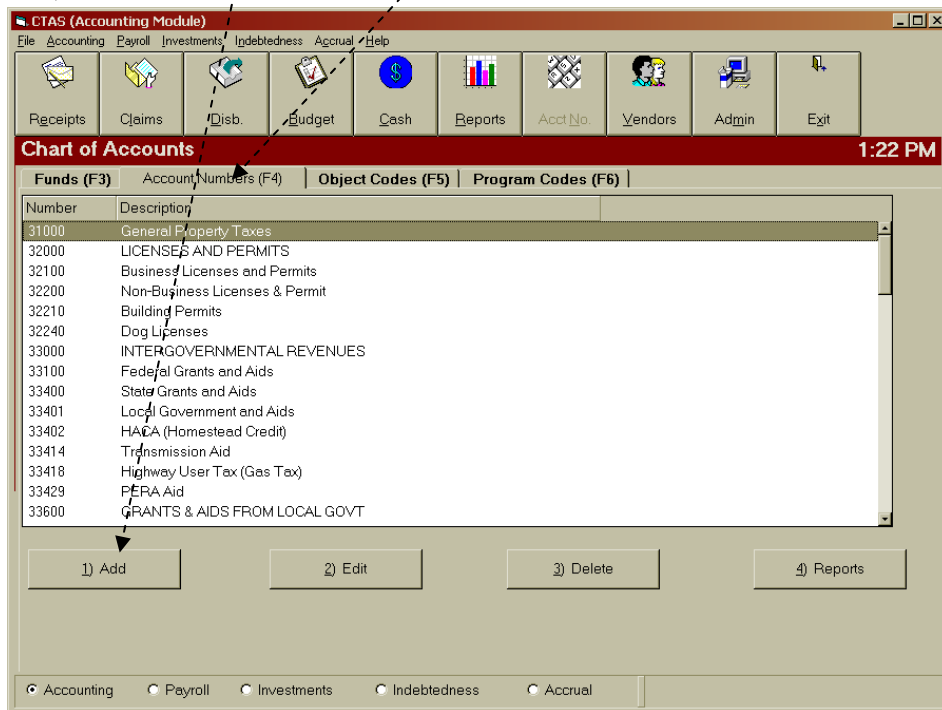 CTAS (Accounting Module)
File Accounting Payroll Investments Indebtedness Accrual Help
Receipts Claims Disb. Budget Cash Reports Acct No. Vendors Admin Exit
Chart of Accounts 1:22 PM
Funds (F3) Account Numbers (F4) Object Codes (F5) Program Codes (F6)
Number Description
31000 General Property Taxes
32000 LICENSES AND PERMITS
32100 Business Licenses and Permits
32200 Non-Business Licenses & Permit
32210 Building Permits
32240 Dog Licenses
33000 INTERGOVERNMENTAL REVENUES
33100 Federal Grants and Aids
33400 State Grants and Aids
33401 Local Government and Aids
33402 HACA (Homestead Credit)
33414 Transmission Aid
33418 Highway User Tax (Gas Tax)
33429 PERA Aid
33600 GRANTS & AIDS FROM LOCAL GOVT
1) Add 2) Edit 3) Delete 4) Reports
Accounting Payroll Investments Indebtedness Accrual